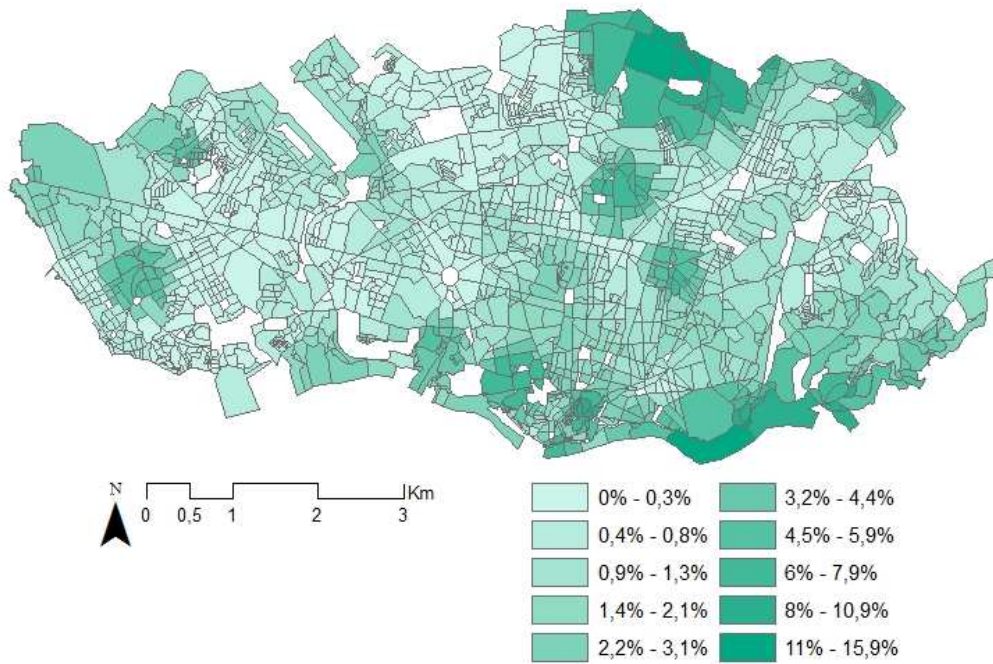 N
0 0,5 1 2 3 Km
0% - 0,3%
0,4% - 0,8%
0,9% - 1,3%
1,4% - 2,1%
2,2% - 3,1%
3,2% - 4,4%
4,5% - 5,9%
6% - 7,9%
8% - 10,9%
11% - 15,9%